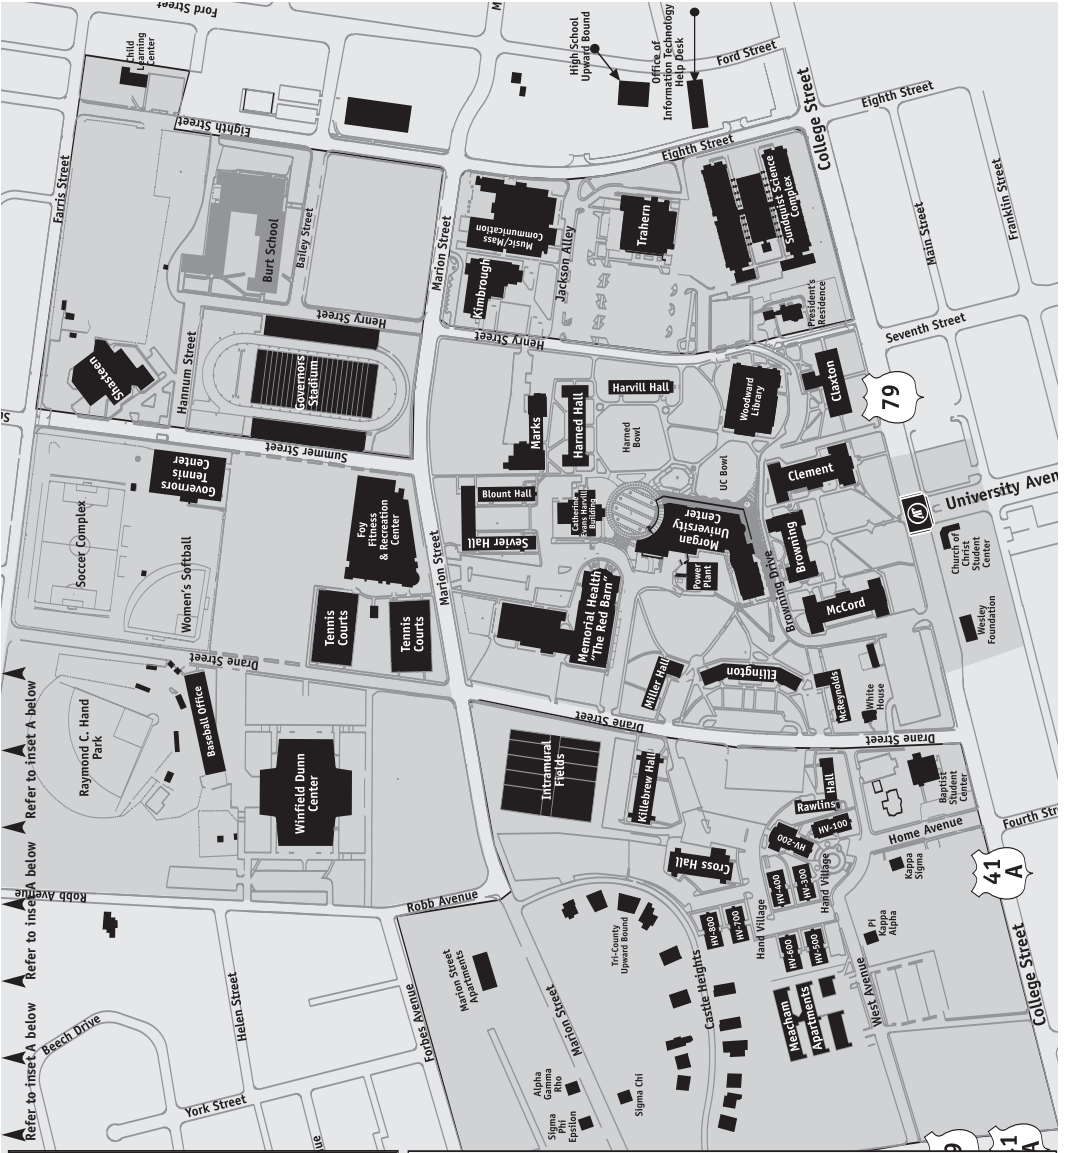 Ford Street
Child
Learning
Center
M
High School
Upward Bound
Office of
Information Technology
Help Desk
Ford Street
College Street
Eighth Street
Eighth Street
Eighth Street
Farris Street
Burt School
Bailey Street
Marion Street
Music/Mass
Communication
Kimbrough
Jackson Alley
Trahern
Sundquist Science
Complex
Main Street
Franklin Street
President's
Residence
Seventh Street
Henry Street
Henry Street
Shasteen
Hannum Street
Governors
Stadium
Su
Summer Street
Marks
Harned Hall
Harvill Hall
Harned
Bowl
Woodward
Library
Claxton
79
Governors
Tennis
Center
Soccer Complex
Foy
Fitness
& Recreation
Center
Blount Hall
Sevier Hall
Catherine
Evans Harvill
Building
UC Bowl
Morgan
University
Center
Clement
University Aven
Women's Softball
Marion Street
Power
Plant
Browning
Browning Drive
Church of
Christ
Student
Center
Tennis
Courts
Tennis
Courts
Memorial Health
"The Red Barn"
McCord
Wesley
Foundation
Drane Street
Miller Hall
Ellington
McReynolds
White
House
Raymond C. Hand
Park
Baseball Office
Refer to inset A below
Winfield Dunn
Center
Drane Street
Drane Street
Intramural
Fields
Killebrew Hall
Rawlins
Hall
Baptist
Student
Center
Home Avenue
Fourth Str
HV-100
HV-200
HV-300
HV-400
Hand Village
Cross Hall
Kappa
Sigma
41
A
Robb Avenue
Robb Avenue
Refer to inset A below
HV-800
HV-700
Hand Village
HV-600
HV-500
Pi
Kappa
Alpha
Tri-County
Upward Bound
Marion Street
Apartments
Castle Heights
West Avenue
College Street
Meacham
Apartments
Helen Street
Forbes Avenue
Marion Street
Beech Drive
Refer to inset A below
York Street
nue
Alpha
Gamma
Rho
Sigma
Phi
Epsilon
Sigma Chi
9
41
A